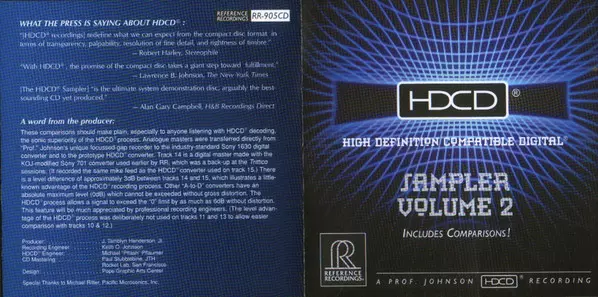 WHAT THE PRESS IS SAYING ABOUT HDCD®:
REFERENCE
RECORDINGS
RR-905CD
"[HDCD® recordings] redefine what we can expect from the compact disc format in
terms of transparency, palpability, resolution of fine detail, and rightness of timbre."
— Robert Harley, Stereophile
"With HDCD®, the promise of the compact disc takes a giant step toward fulfillment."
— Lawrence B. Johnson, The New York Times
[The HDCD® Sampler] "is the ultimate system demonstration disc, arguably the best-
sounding CD yet produced."
— Alan Gary Campbell, H&B Recordings Direct
A word from the producer:
These comparisons should make plain, especially to anyone listening with HDCD® decoding,
the sonic superiority of the HDCD® process. Analogue masters were transferred directly from
"Prof." Johnson's unique focussed-gap recorder to the industry-standard Sony 1630 digital
converter and to the prototype HDCD® converter. Track 14 is a digital master made with the
KOJ-modified Sony 701 converter used earlier by RR, which was a back-up at the Trittico
sessions. (It recorded the same mike feed as the HDCD® converter used on track 15.) There
is a level difference of approximately 3dB between tracks 14 and 15, which illustrates a little-
known advantage of the HDCD® recording process. Other "A-to-D" converters have an
absolute maximum level (0dB) which cannot be exceeded without gross distortion. The
HDCD® process allows a signal to exceed the "0" limit by as much as 6dB without distortion.
This feature will be much appreciated by professional recording engineers. (The level advan-
tage of the HDCD® process was deliberately not used on tracks 11 and 13 to allow easier
comparison with tracks 10 & 12.)
Producer: J. Tamblyn Henderson, Jr.
Recording Engineer: Keith O. Johnson
HDCD® Engineer: Michael "Pflash" Pflaumer
CD Mastering: Paul Stubblebine, JTH
Rocket Lab, San Francisco
Design: Pope Graphic Arts Center
Special Thanks to Michael Ritter, Pacific Microsonics, Inc.
HDCD®
HIGH DEFINITION COMPATIBLE DIGITAL®
SAMPLER
VOLUME 2
INCLUDES COMPARISONS!
R
REFERENCE
RECORDINGS®
A PROF. JOHNSON HDCD® RECORDING